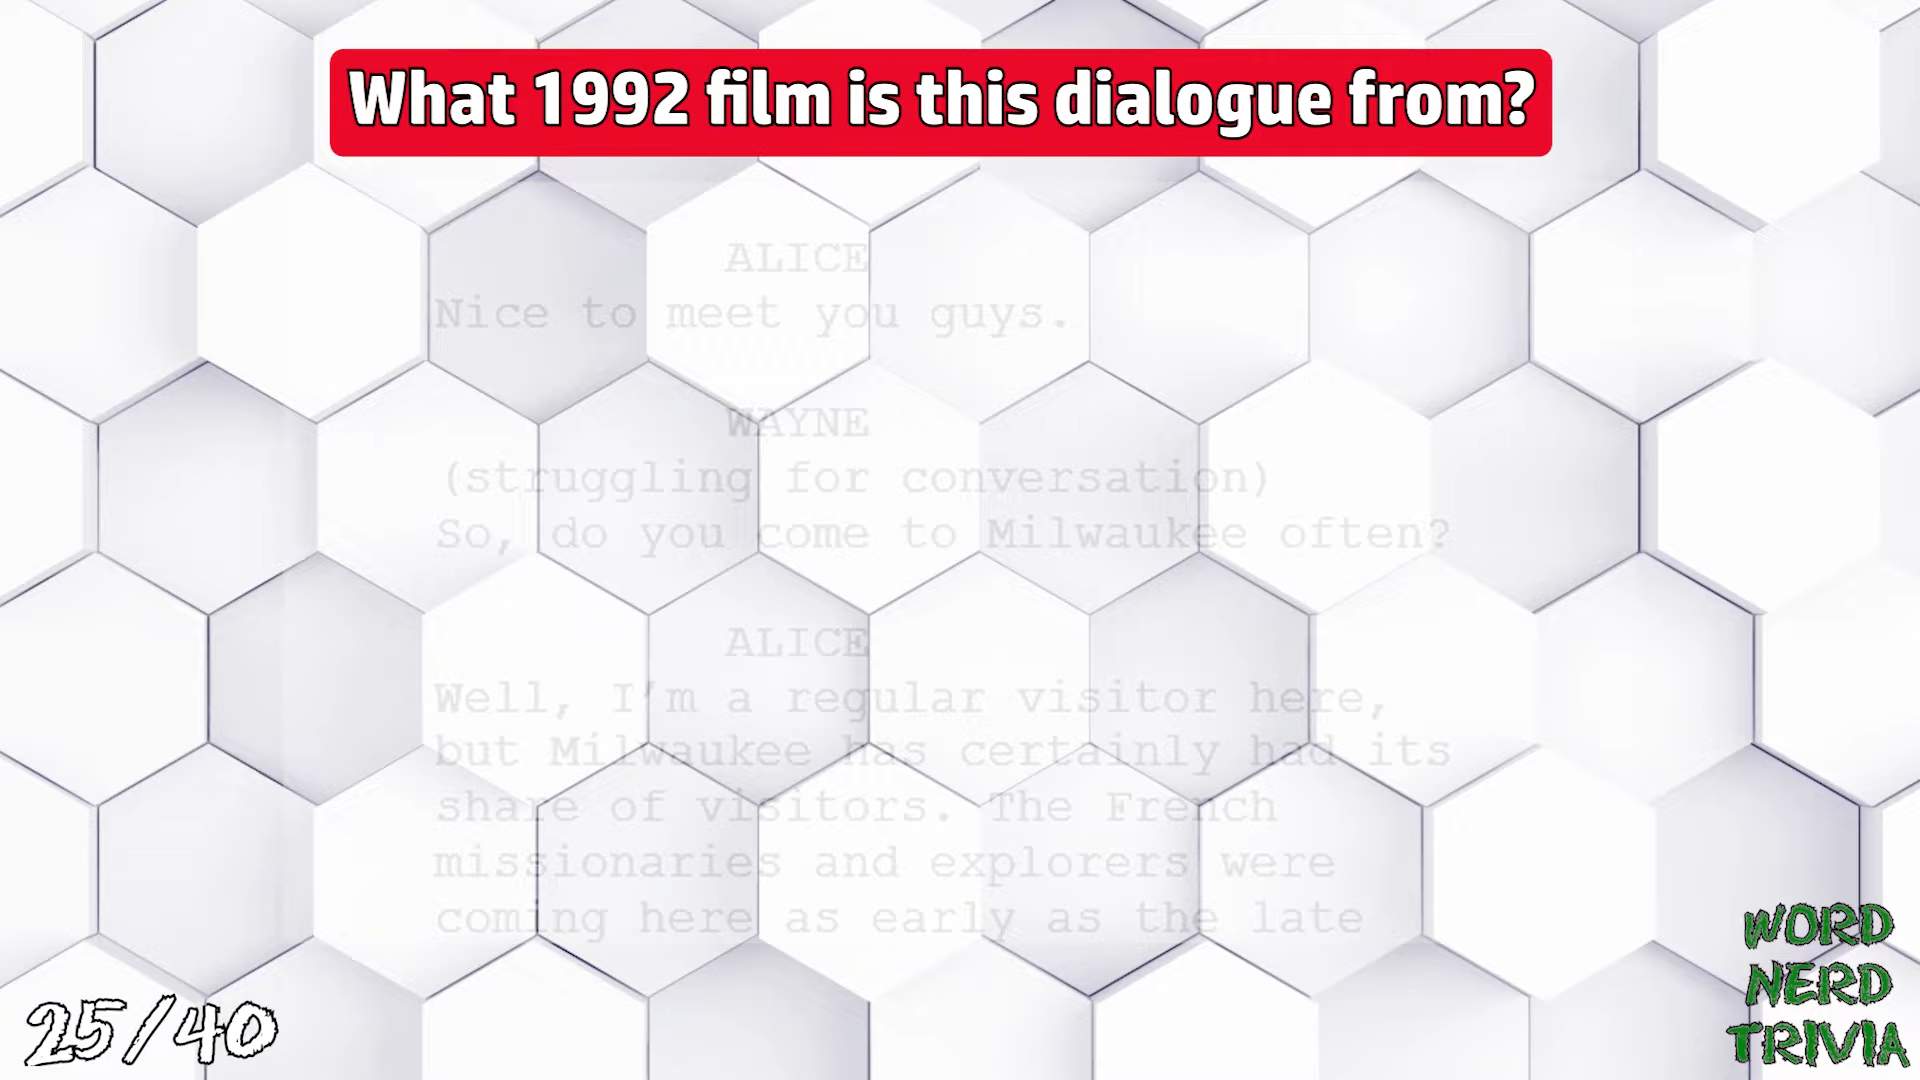 What 1992 film is this dialogue from?
ALICE
Nice to meet you guys.
WAYNE
(struggling for conversation)
So, do you come to Milwaukee often?
ALICE
Well, I'm a regular visitor here,
but Milwaukee has certainly had its
share of visitors. The French
missionaries and explorers were
coming here as early as the late
25/40
WORD
NERD
TRIVIA